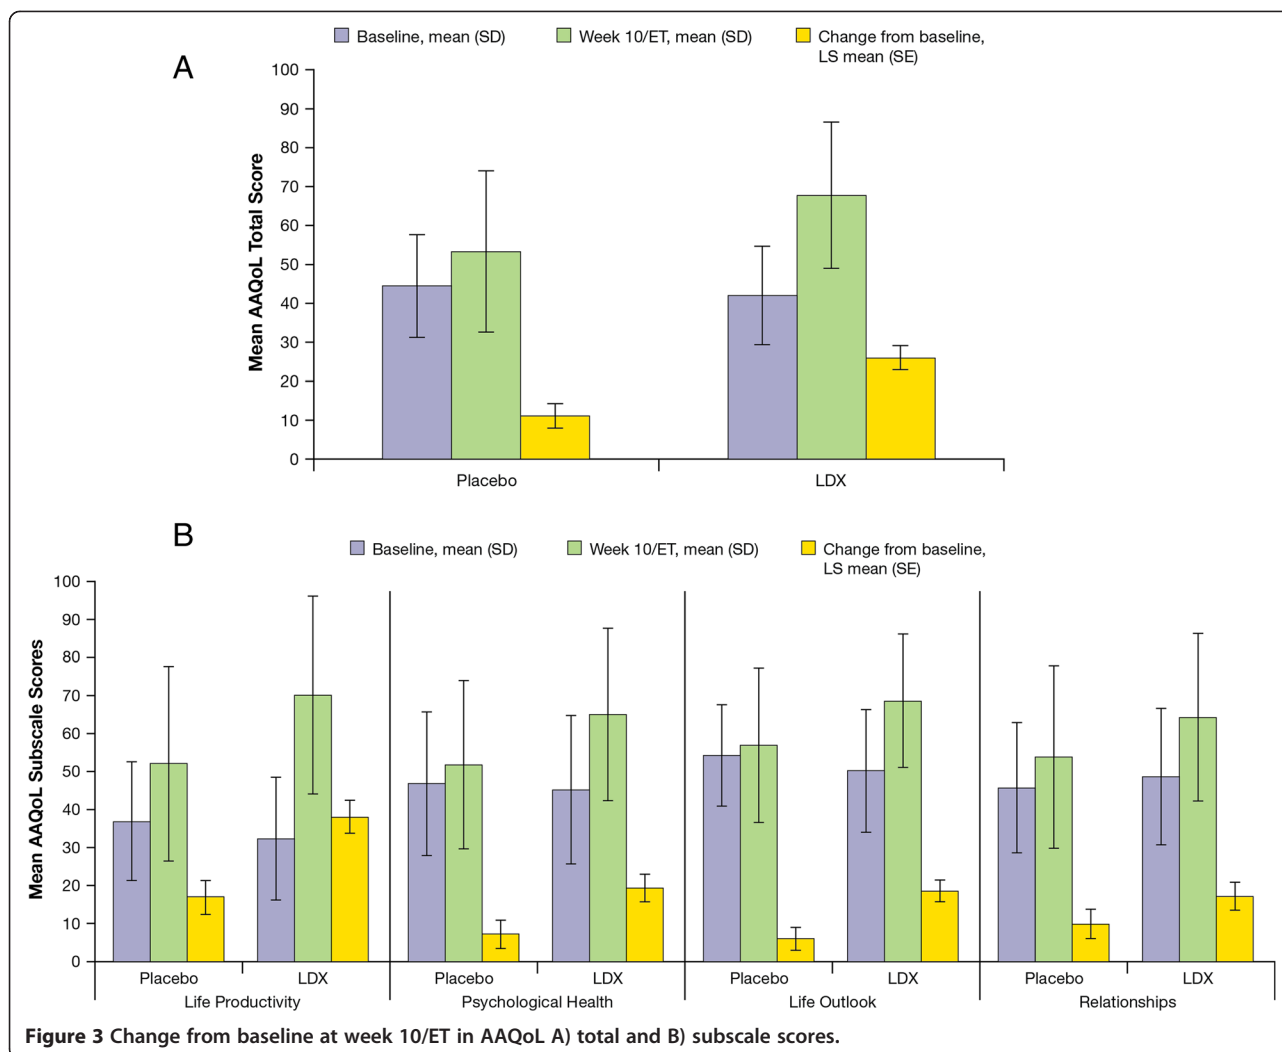 A
Baseline, mean (SD)
Week 10/ET, mean (SD)
Change from baseline,
LS mean (SE)
Mean AAQoL Total Score
100
90
80
70
60
50
40
30
20
10
0
Placebo
LDX
B
Baseline, mean (SD)
Week 10/ET, mean (SD)
Change from baseline,
LS mean (SE)
Mean AAQoL Subscale Scores
100
90
80
70
60
50
40
30
20
10
0
Placebo
LDX
Placebo
LDX
Placebo
LDX
Placebo
LDX
Life Productivity
Psychological Health
Life Outlook
Relationships
Figure 3 Change from baseline at week 10/ET in AAQoL A) total and B) subscale scores.